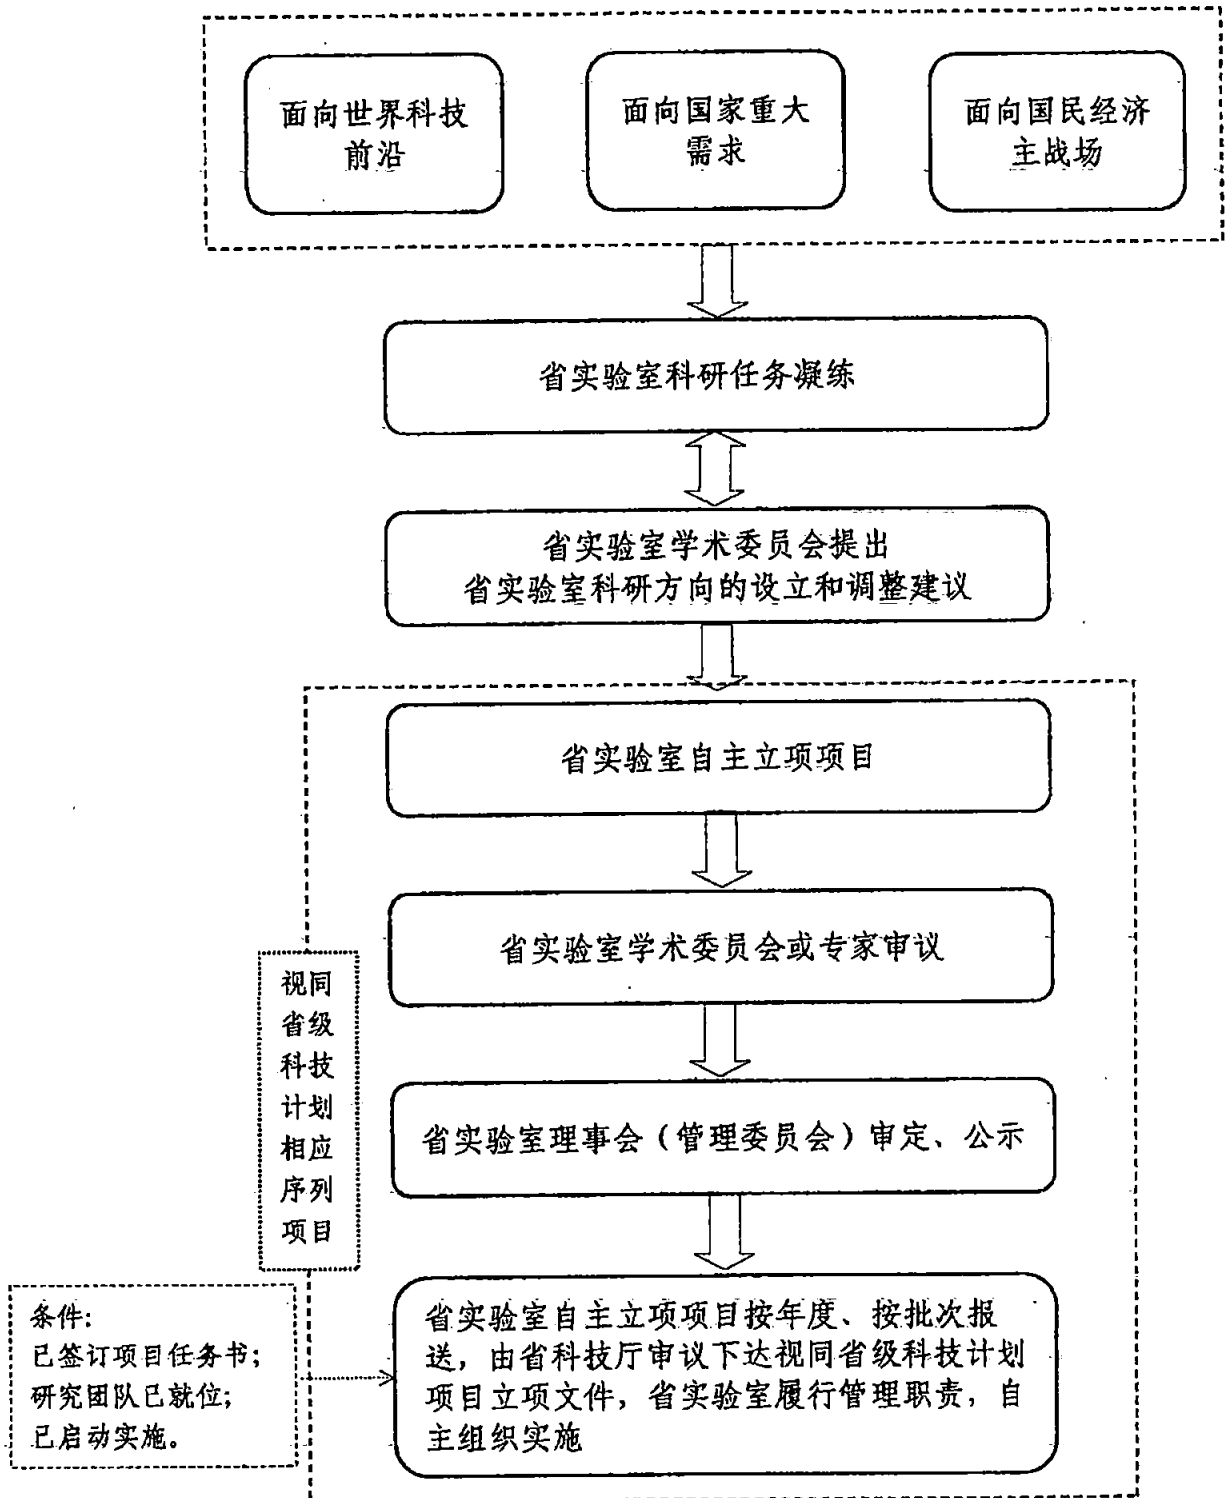 面向世界科技
前沿
面向国家重大
需求
面向国民经济
主战场
省实验室科研任务凝练
省实验室学术委员会提出
省实验室科研方向的设立和调整建议
省实验室自主立项项目
省实验室学术委员会或专家审议
视同
省级
科技
计划
相应
序列
项目
省实验室理事会（管理委员会）审定、公示
条件：
已签订项目任务书；
研究团队已就位；
已启动实施。
省实验室自主立项项目按年度、按批次报
送，由省科技厅审议下达视同省级科技计划
项目立项文件，省实验室履行管理职责，自
主组织实施